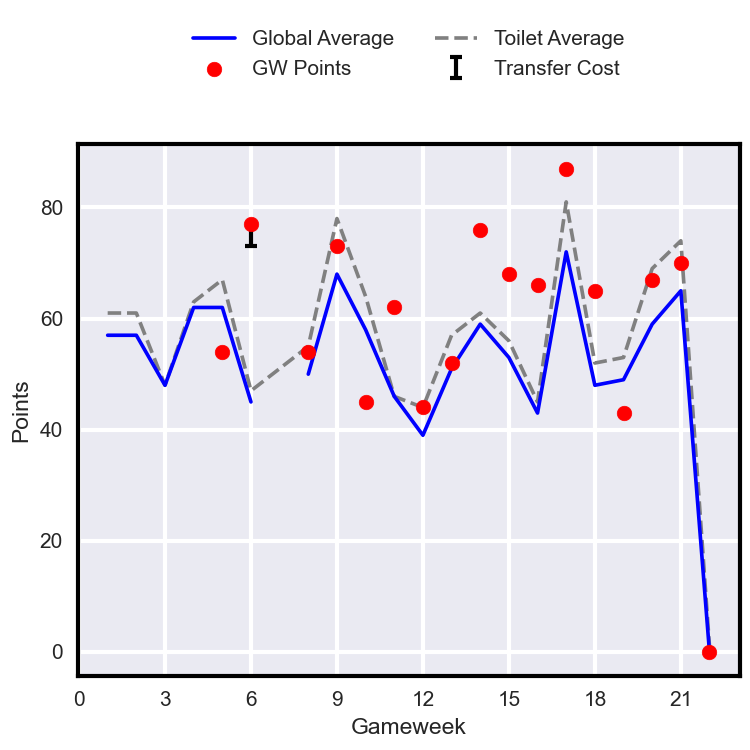 Global Average Toilet Average
GW Points Transfer Cost
80
60
40
20
0
Points
0 3 6 9 12 15 18 21
Gameweek